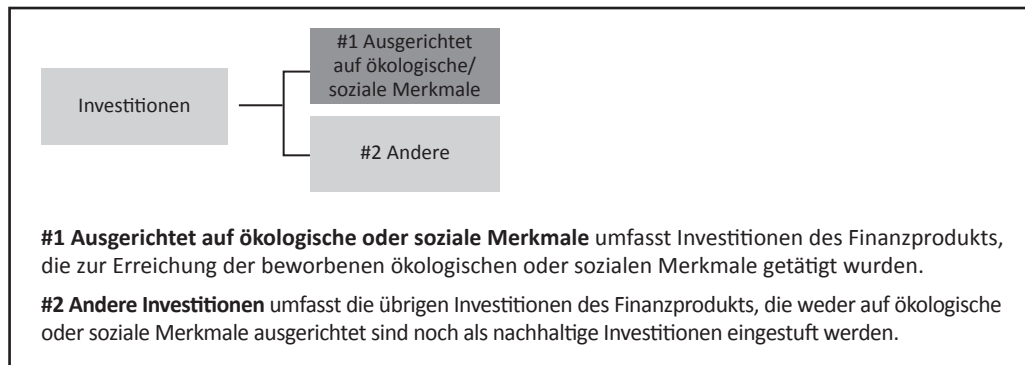 #1 Ausgerichtet
auf ökologische/
soziale Merkmale
Investitionen
#2 Andere
#1 Ausgerichtet auf ökologische oder soziale Merkmale umfasst Investitionen des Finanzprodukts,
die zur Erreichung der beworbenen ökologischen oder sozialen Merkmale getätigt wurden.
#2 Andere Investitionen umfasst die übrigen Investitionen des Finanzprodukts, die weder auf ökologische
oder soziale Merkmale ausgerichtet sind noch als nachhaltige Investitionen eingestuft werden.